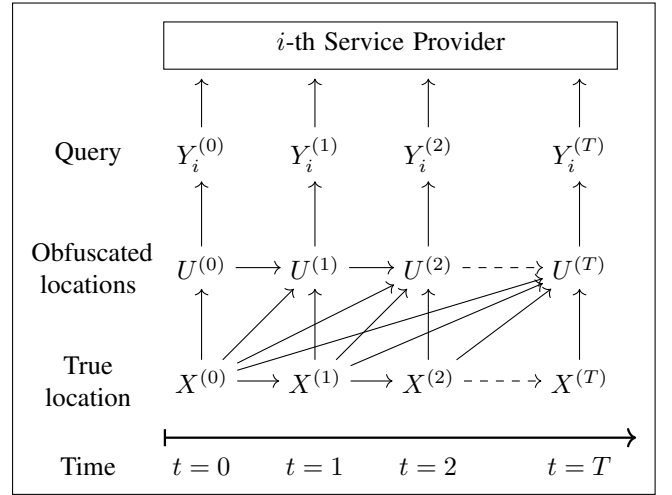 i-th Service Provider
Query Y_i^{(0)} Y_i^{(1)} Y_i^{(2)} Y_i^{(T)}
Obfuscated
locations
U^{(0)} U^{(1)} U^{(2)} U^{(T)}
True
location
X^{(0)} X^{(1)} X^{(2)} X^{(T)}
Time t = 0 t = 1 t = 2 t = T